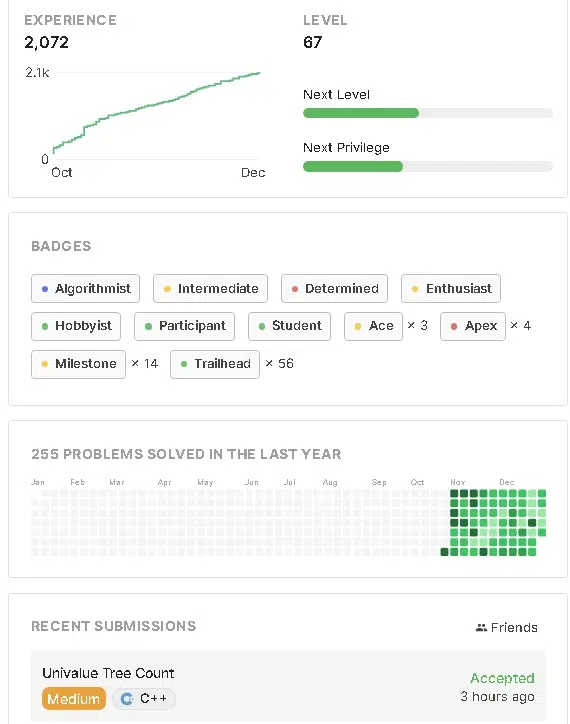 EXPERIENCE LEVEL
2,072 67
2.1k
Next Level
Next Privilege
0
Oct Dec
BADGES
Algorithmist Intermediate Determined Enthusiast
Hobbyist Participant Student Ace × 3 Apex × 4
Milestone × 14 Trailhead × 56
255 PROBLEMS SOLVED IN THE LAST YEAR
Jan Feb Mar Apr May Jun Jul Aug Sep Oct Nov Dec
RECENT SUBMISSIONS Friends
Univalue Tree Count Accepted
Medium C++ 3 hours ago